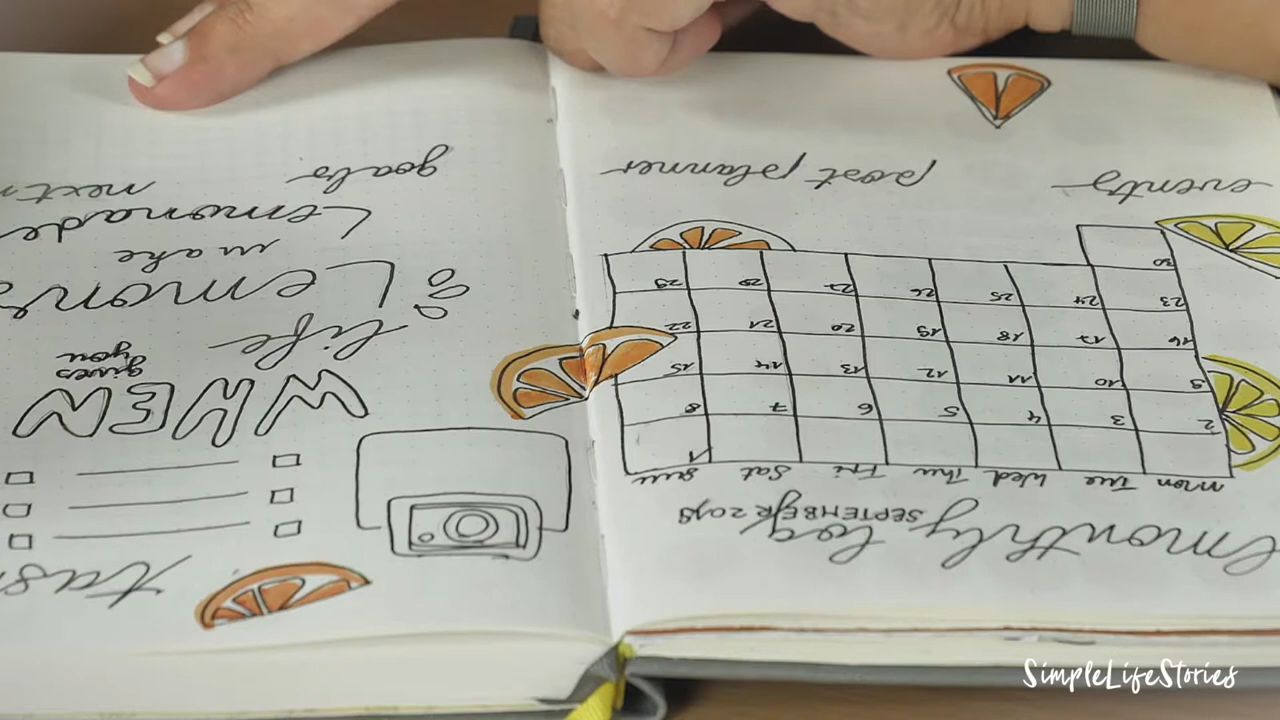 monthly log
SEPTEMBER 2019
mon Tue Wed Thu Fri Sat sun
1
2 3 4 5 6 7 8
9 10 11 12 13 14 15
16 17 18 19 20 21 22
23 24 25 26 27 28 29
30
events post planner
WHEN
life gives you
Lemons
make
Lemonade
goals next
SimpleLifeStories